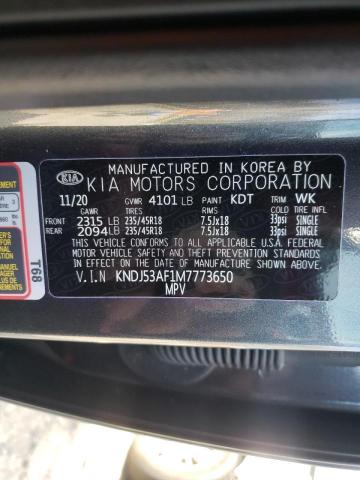 MANUFACTURED IN KOREA BY
KIA KIA MOTORS CORPORATION
11/20 GVWR 4101 LB PAINT KDT TRIM WK
GAWR TIRES RIMS COLD
FRONT 2315 LB 235/45R18 7.5Jx18 33psi SINGLE
REAR 2094 LB 235/45R18 7.5Jx18 33psi SINGLE
THIS VEHICLE CONFORMS TO ALL APPLICABLE U.S.A. FEDERAL
MOTOR VEHICLE SAFETY, BUMPER, AND THEFT PREVENTION
STANDARDS IN EFFECT ON THE
DATE OF MANUFACTURE SHOWN ABOVE.
V.I.N KNDJ53AF1M7773650
MPV
T68